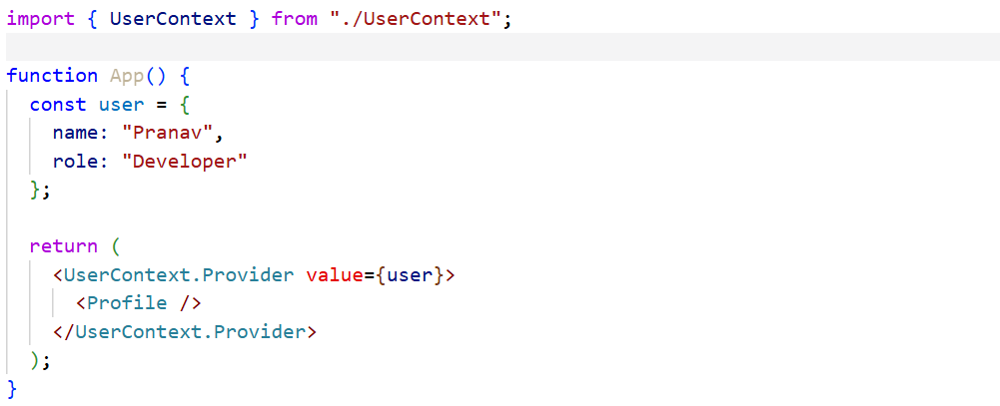 import { UserContext } from "./UserContext";
function App() {
  const user = {
    name: "Pranav",
    role: "Developer"
  };
  return (
    <UserContext.Provider value={user}>
      <Profile />
    </UserContext.Provider>
  );
}